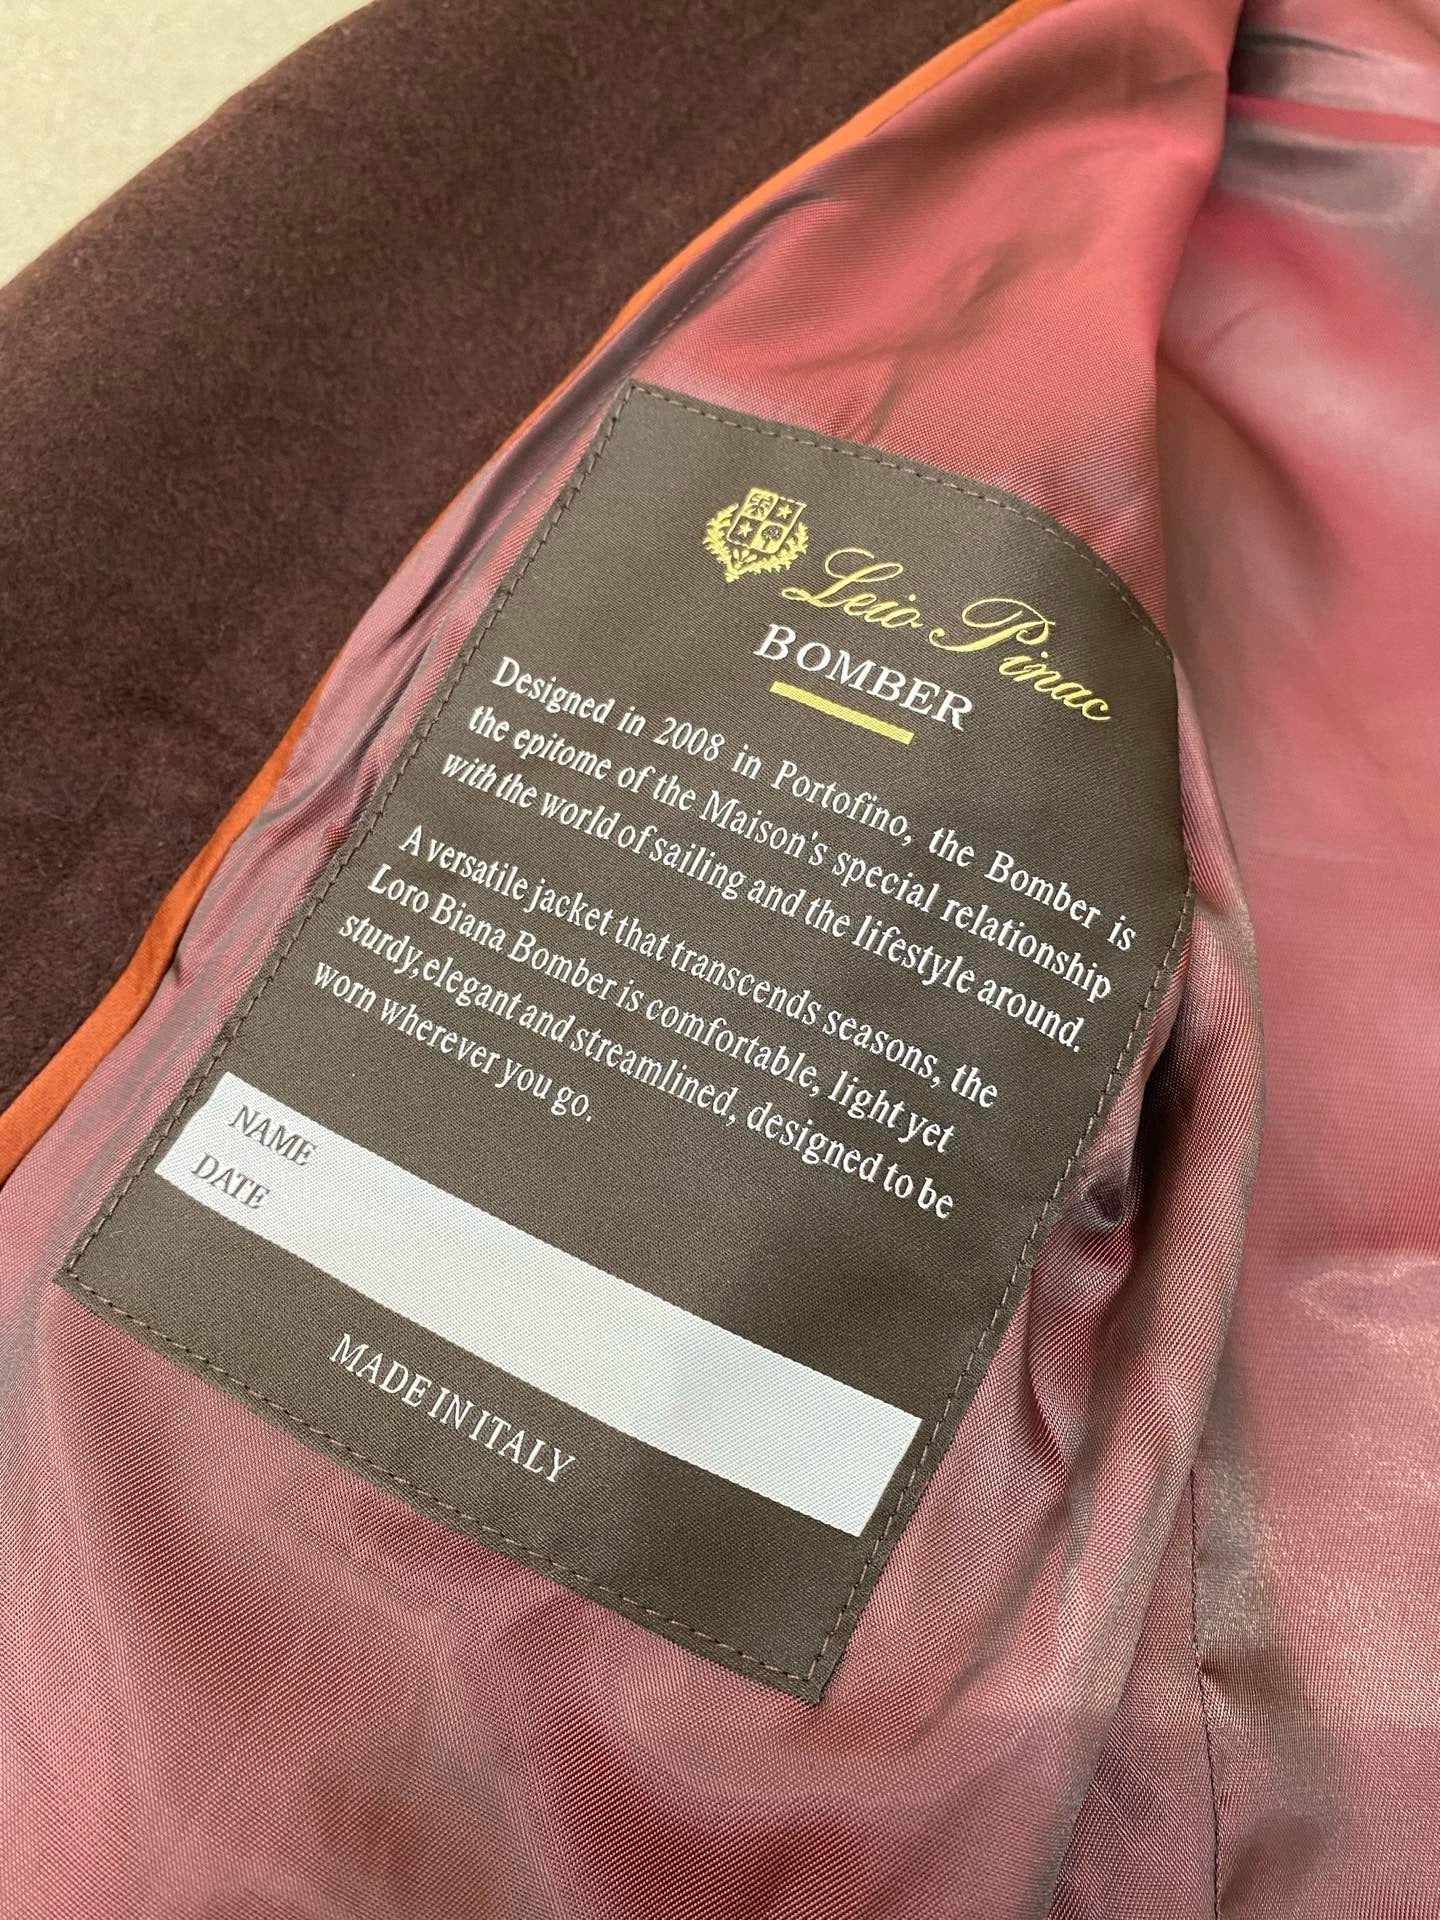 Leio Pinac
BOMBER
Designed in 2008 in Portofino, the Bomber is
the epitome of the Maison's special relationship
with the world of sailing and the lifestyle around.
A versatile jacket that transcends seasons, the
Loro Biana Bomber is comfortable, light yet
sturdy, elegant and streamlined, designed to be
worn wherever you go.
NAME
DATE
MADE IN ITALY